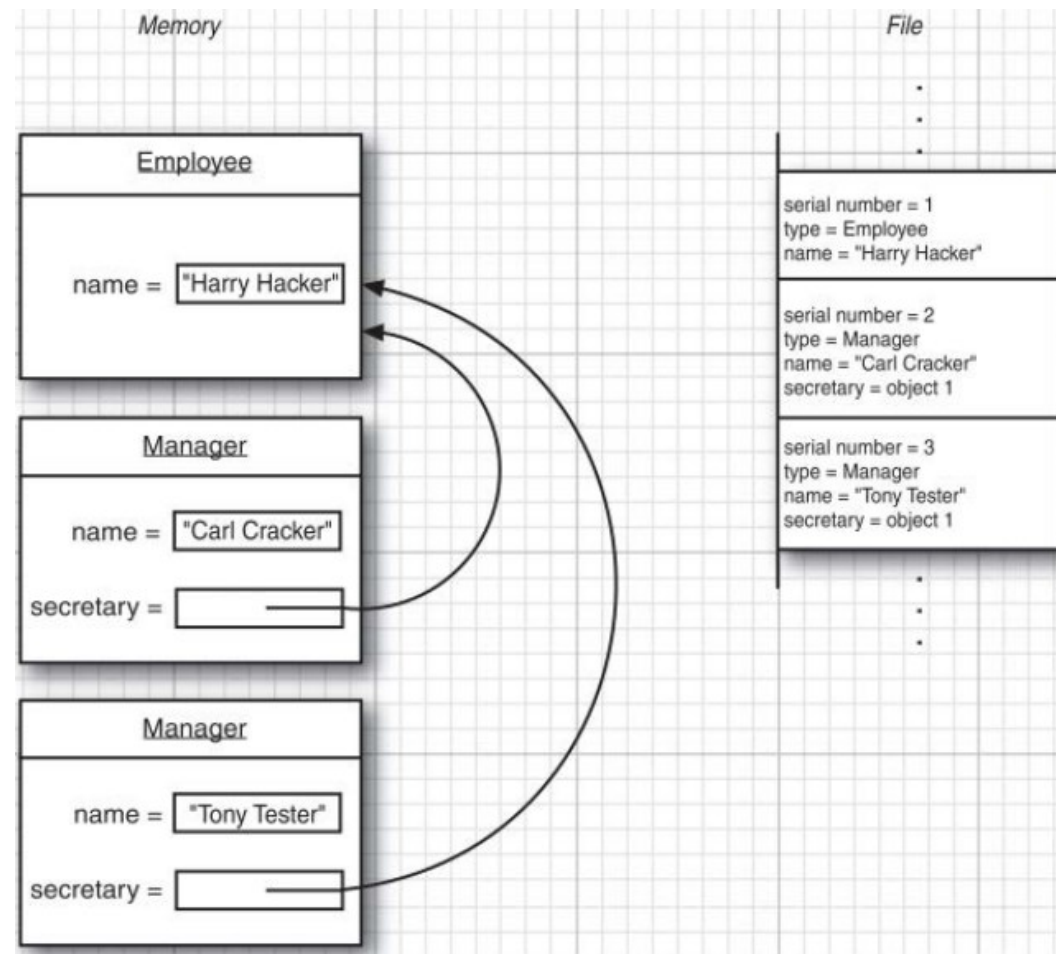 Memory
File
Employee
name = "Harry Hacker"
Manager
name = "Carl Cracker"
secretary =
Manager
name = "Tony Tester"
secretary =
serial number = 1
type = Employee
name = "Harry Hacker"
serial number = 2
type = Manager
name = "Carl Cracker"
secretary = object 1
serial number = 3
type = Manager
name = "Tony Tester"
secretary = object 1